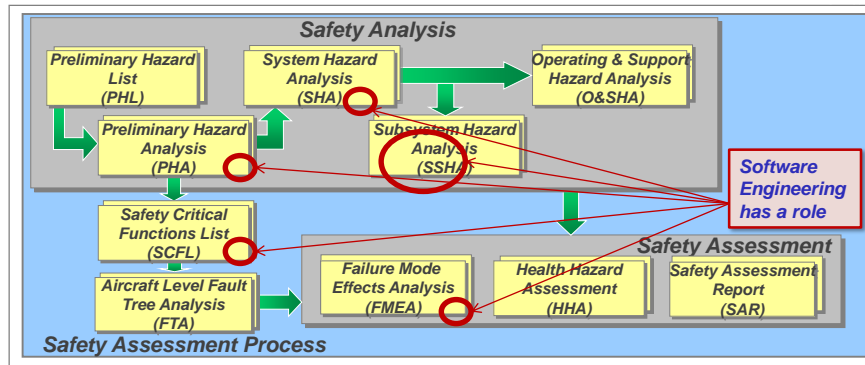 Safety Analysis
Preliminary Hazard
List
(PHL)
System Hazard
Analysis
(SHA)
Operating & Support
Hazard Analysis
(O&SHA)
Preliminary Hazard
Analysis
(PHA)
Subsystem Hazard
Analysis
(SSHA)
Software
Engineering
has a role
Safety Critical
Functions List
(SCFL)
Safety Assessment
Failure Mode
Effects Analysis
(FMEA)
Health Hazard
Assessment
(HHA)
Safety Assessment
Report
(SAR)
Aircraft Level Fault
Tree Analysis
(FTA)
Safety Assessment Process